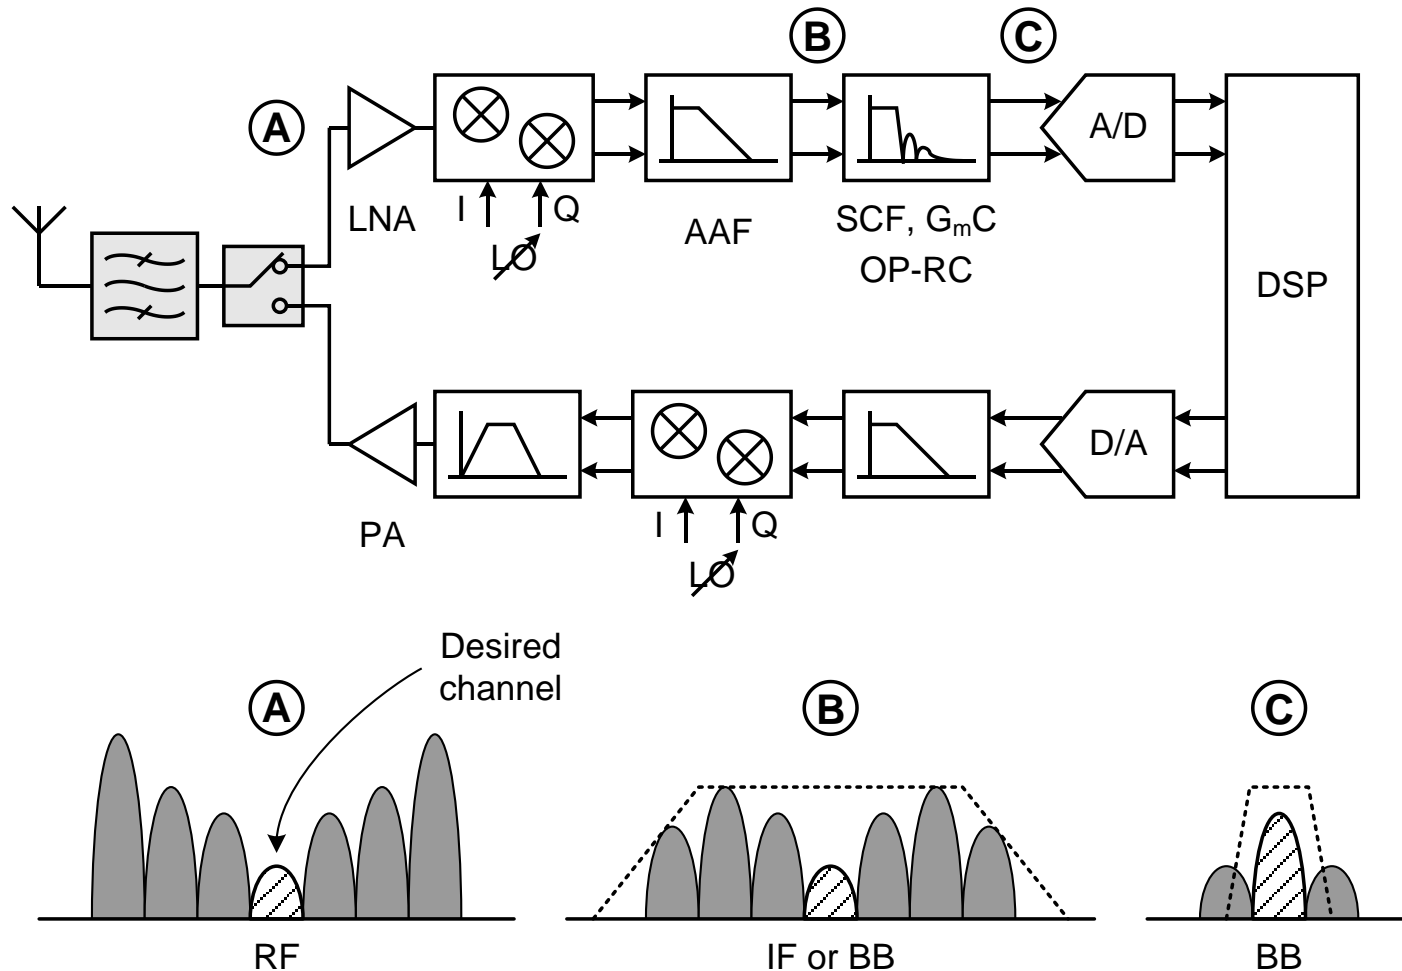 B
C
A
A/D
LNA
I
Q
LO
AAF
SCF, GmC
OP-RC
DSP
D/A
PA
I
Q
LO
Desired
channel
A
B
C
RF
IF or BB
BB